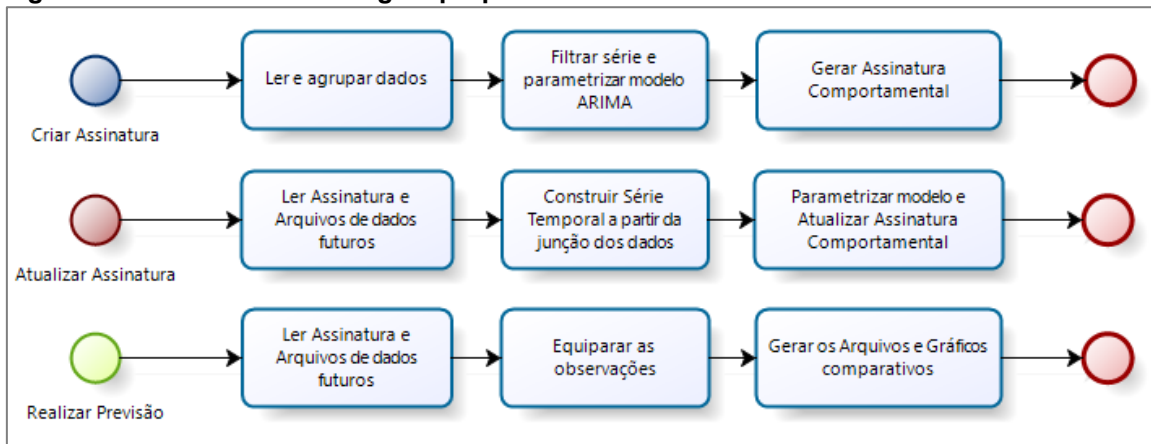 Ler e agrupar dados
Filtrar série e
parametrizar modelo
ARIMA
Gerar Assinatura
Comportamental
Criar Assinatura
Ler Assinatura e
Arquivos de dados
futuros
Construir Série
Temporal a partir da
junção dos dados
Parametrizar modelo e
Atualizar Assinatura
Comportamental
Atualizar Assinatura
Ler Assinatura e
Arquivos de dados
futuros
Equiparar as
observações
Gerar os Arquivos e Gráficos
comparativos
Realizar Previsão